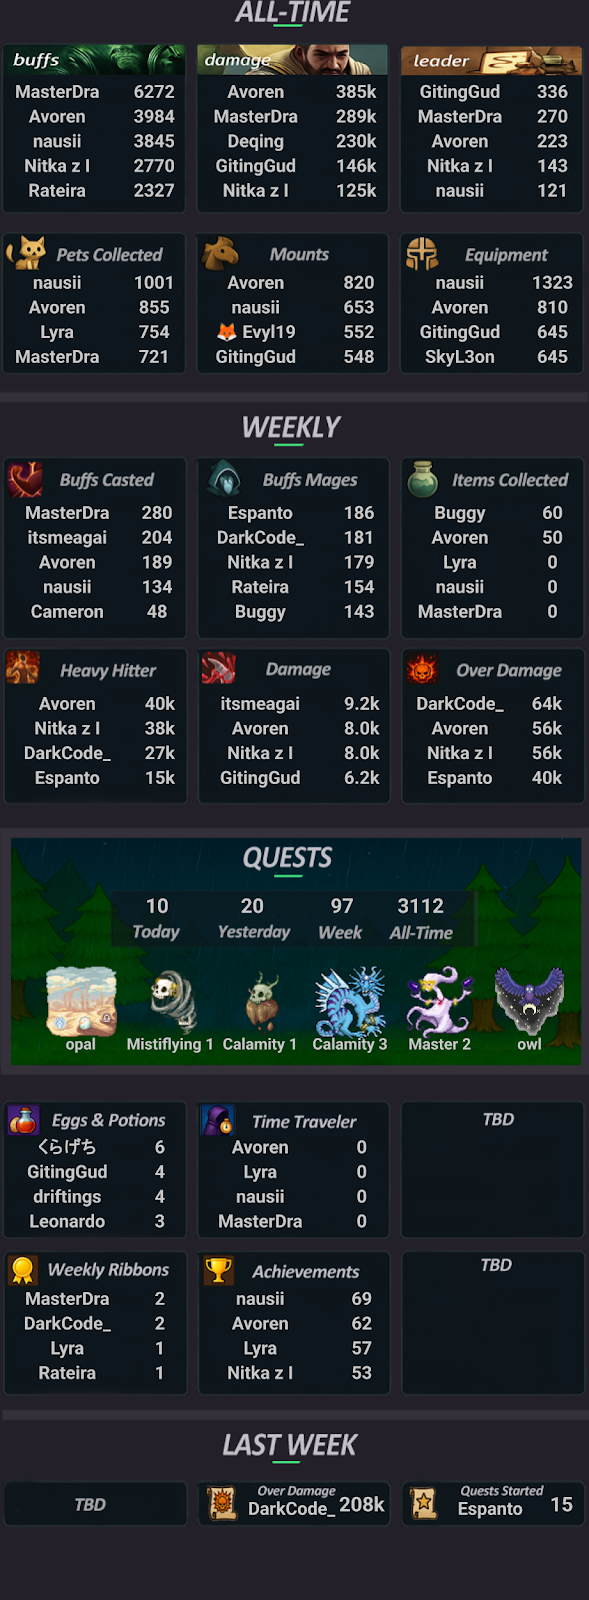 ALL-TIME
buffs
MasterDra 6272
Avoren 3984
nausii 3845
Nitka z l 2770
Rateira 2327
damage
Avoren 385k
MasterDra 289k
Deqing 230k
GitingGud 146k
Nitka z l 125k
leader
GitingGud 336
MasterDra 270
Avoren 223
Nitka z l 143
nausii 121
Pets Collected
nausii 1001
Avoren 855
Lyra 754
MasterDra 721
Mounts
Avoren 820
nausii 653
🦊 Evyl19 552
GitingGud 548
Equipment
nausii 1323
Avoren 810
GitingGud 645
SkyL3on 645
WEEKLY
Buffs Casted
MasterDra 280
itsmeagai 204
Avoren 189
nausii 134
Cameron 48
Buffs Mages
Espanto 186
DarkCode_ 181
Nitka z l 179
Rateira 154
Buggy 143
Items Collected
Buggy 60
Avoren 50
Lyra 0
nausii 0
MasterDra 0
Heavy Hitter
Avoren 40k
Nitka z l 38k
DarkCode_ 27k
Espanto 15k
Damage
itsmeagai 9.2k
Avoren 8.0k
Nitka z l 8.0k
GitingGud 6.2k
Over Damage
DarkCode_ 64k
Avoren 56k
Nitka z l 56k
Espanto 40k
QUESTS
10 20 97 3112
Today Yesterday Week All-Time
opal Mistiflying 1 Calamity 1 Calamity 3 Master 2 owl
Eggs & Potions
くらげち 6
GitingGud 4
driftings 4
Leonardo 3
Time Traveler
Avoren 0
Lyra 0
nausii 0
MasterDra 0
TBD
Weekly Ribbons
MasterDra 2
DarkCode_ 2
Lyra 1
Rateira 1
Achievements
nausii 69
Avoren 62
Lyra 57
Nitka z l 53
TBD
LAST WEEK
TBD
Over Damage
DarkCode_ 208k
Quests Started
Espanto 15